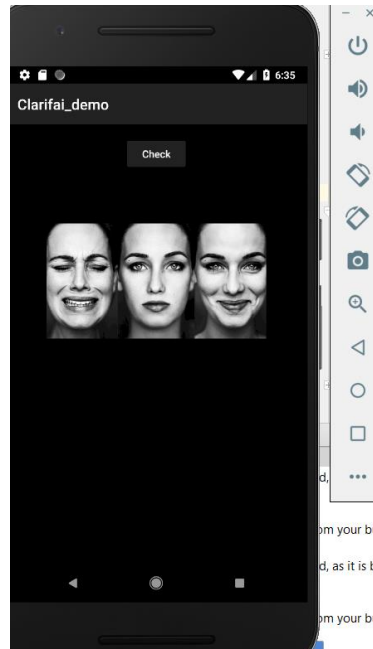 6:35
Clarifai_demo
Check
d,
om your b
d, as it is b
om your b